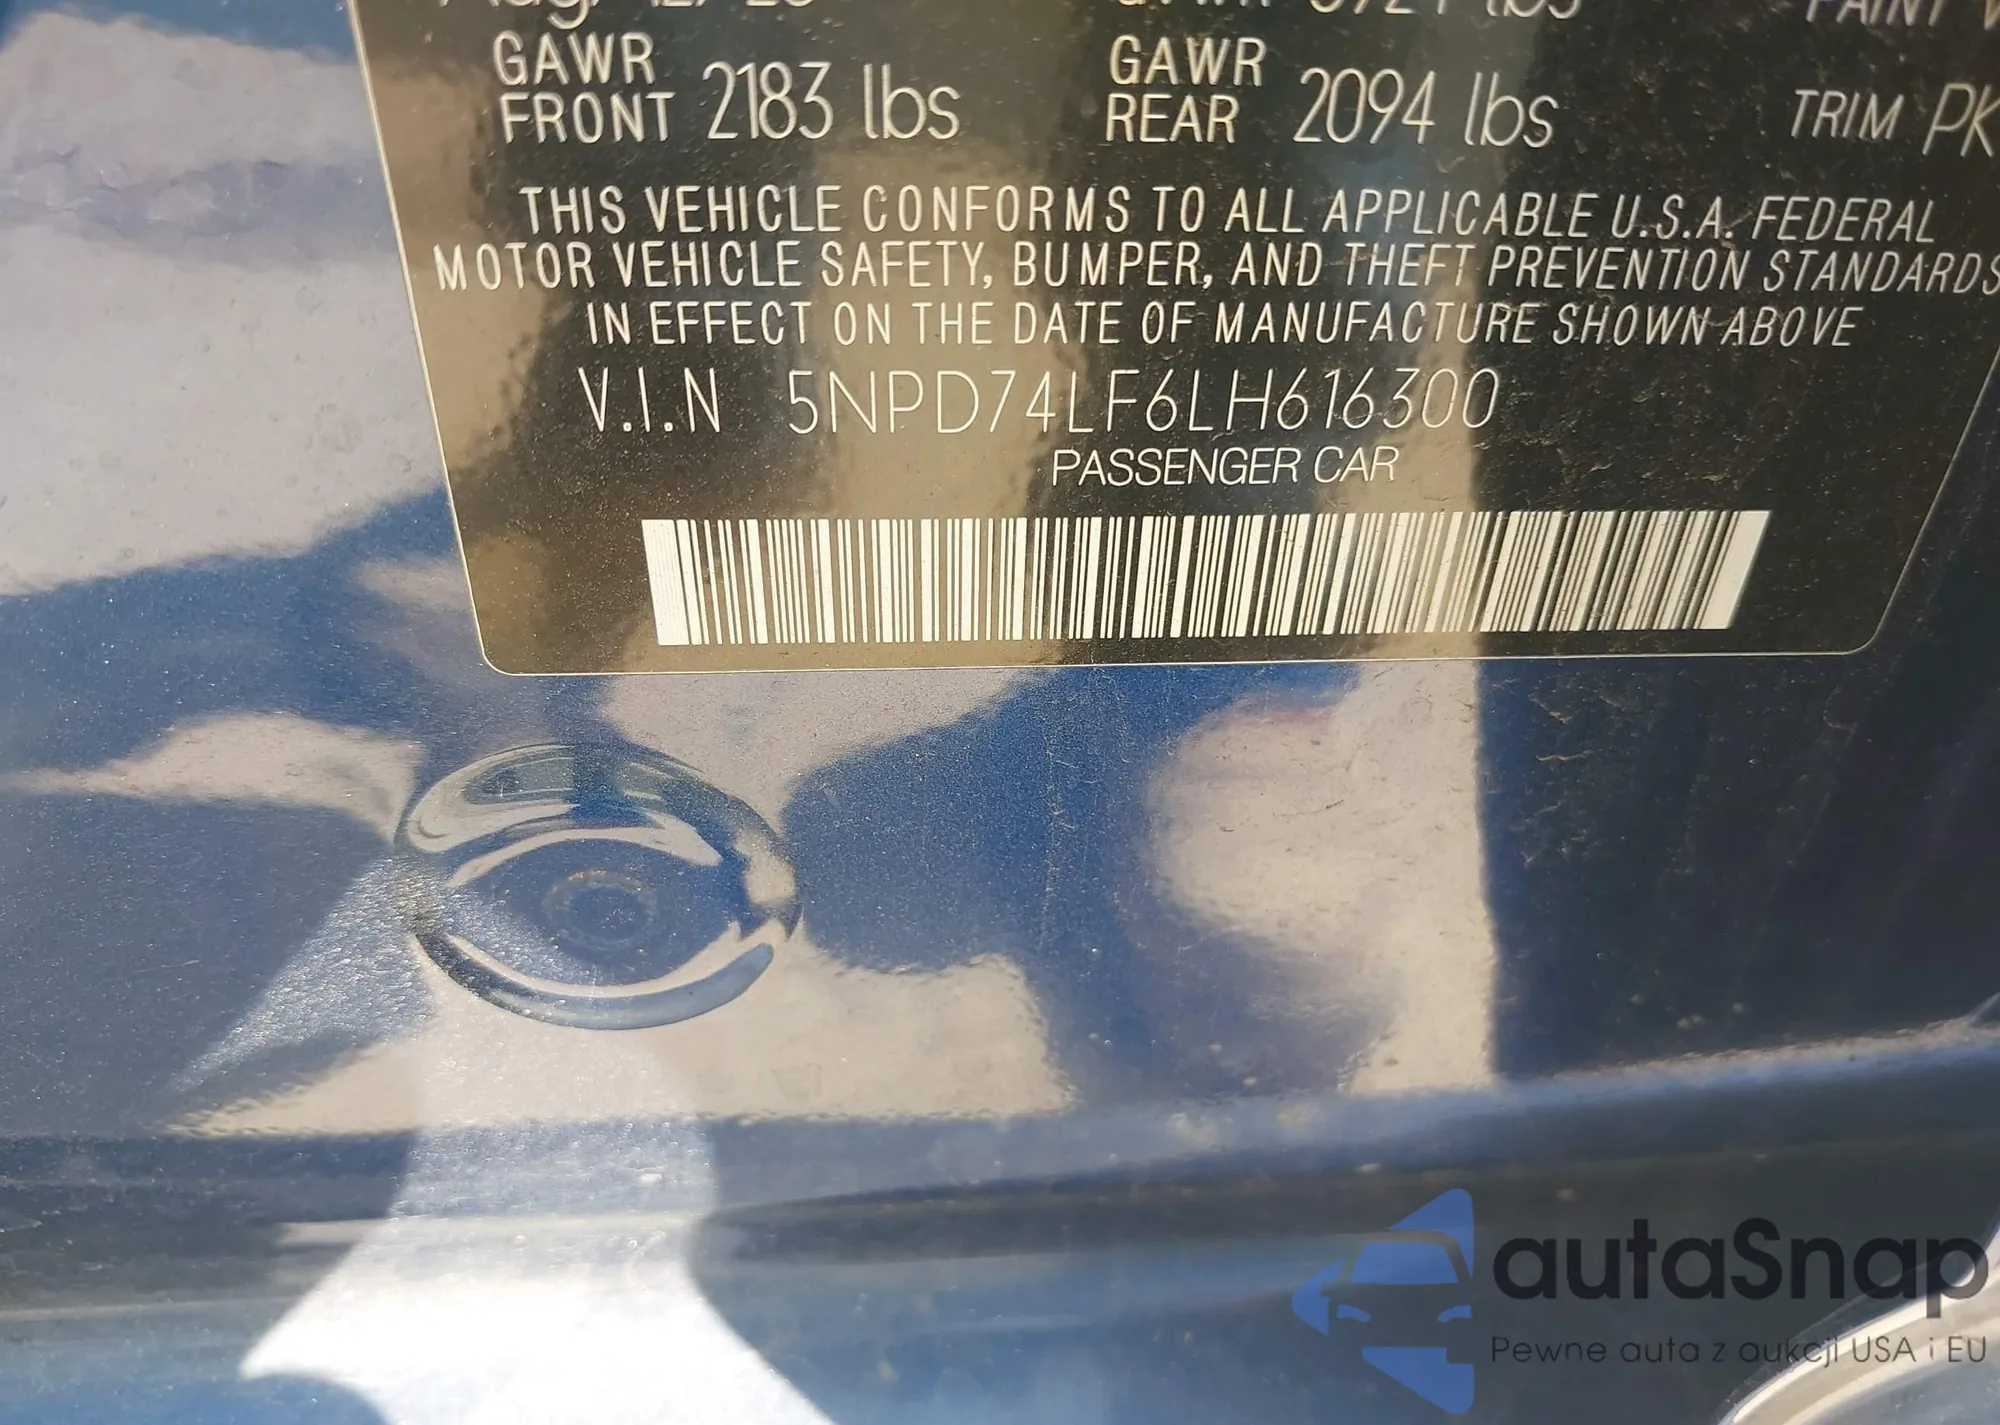 GAWR FRONT 2183 lbs GAWR REAR 2094 lbs TRIM PK
THIS VEHICLE CONFORMS TO ALL APPLICABLE U.S.A. FEDERAL
MOTOR VEHICLE SAFETY, BUMPER, AND THEFT PREVENTION STANDARDS
IN EFFECT ON THE DATE OF MANUFACTURE SHOWN ABOVE
V.I.N 5NPD74LF6LH616300
PASSENGER CAR
autaSnap
Pewne auta z aukcji USA i EU